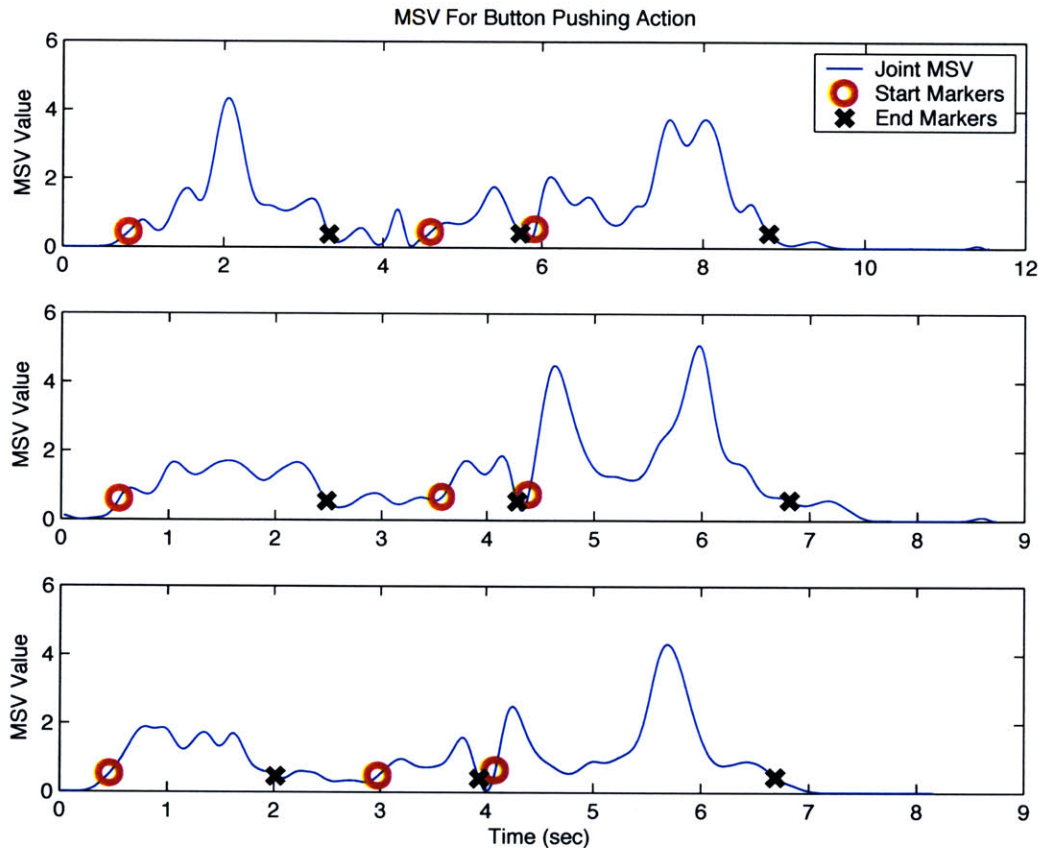 MSV For Button Pushing Action
6
4
2
0
MSV Value
Joint MSV
Start Markers
End Markers
0 2 4 6 8 10 12
6
4
2
0
MSV Value
0 1 2 3 4 5 6 7 8 9
6
4
2
0
MSV Value
0 1 2 3 4 5 6 7 8 9
Time (sec)